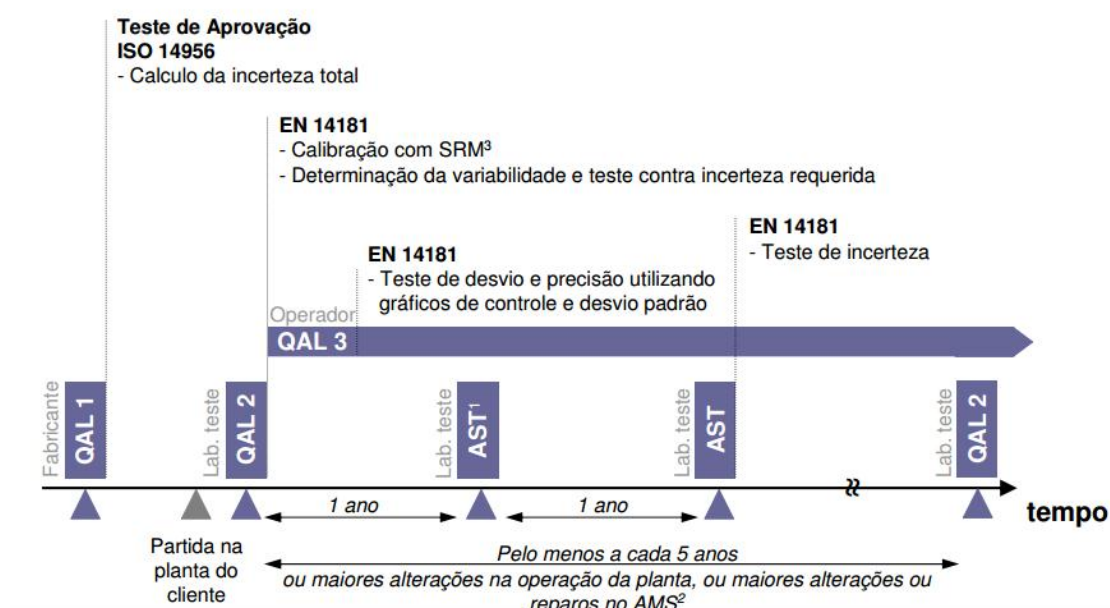 Teste de Aprovação
ISO 14956
- Calculo da incerteza total
EN 14181
- Calibração com SRM³
- Determinação da variabilidade e teste contra incerteza requerida
EN 14181
- Teste de incerteza
EN 14181
- Teste de desvio e precisão utilizando
gráficos de controle e desvio padrão
Operador
QAL 3
Fabricante
QAL 1
Lab. teste
QAL 2
Lab. teste
AST¹
Lab. teste
AST
Lab. teste
QAL 2
1 ano
1 ano
tempo
Partida na
planta do
cliente
Pelo menos a cada 5 anos
ou maiores alterações na operação da planta, ou maiores alterações ou
reparos no AMS²